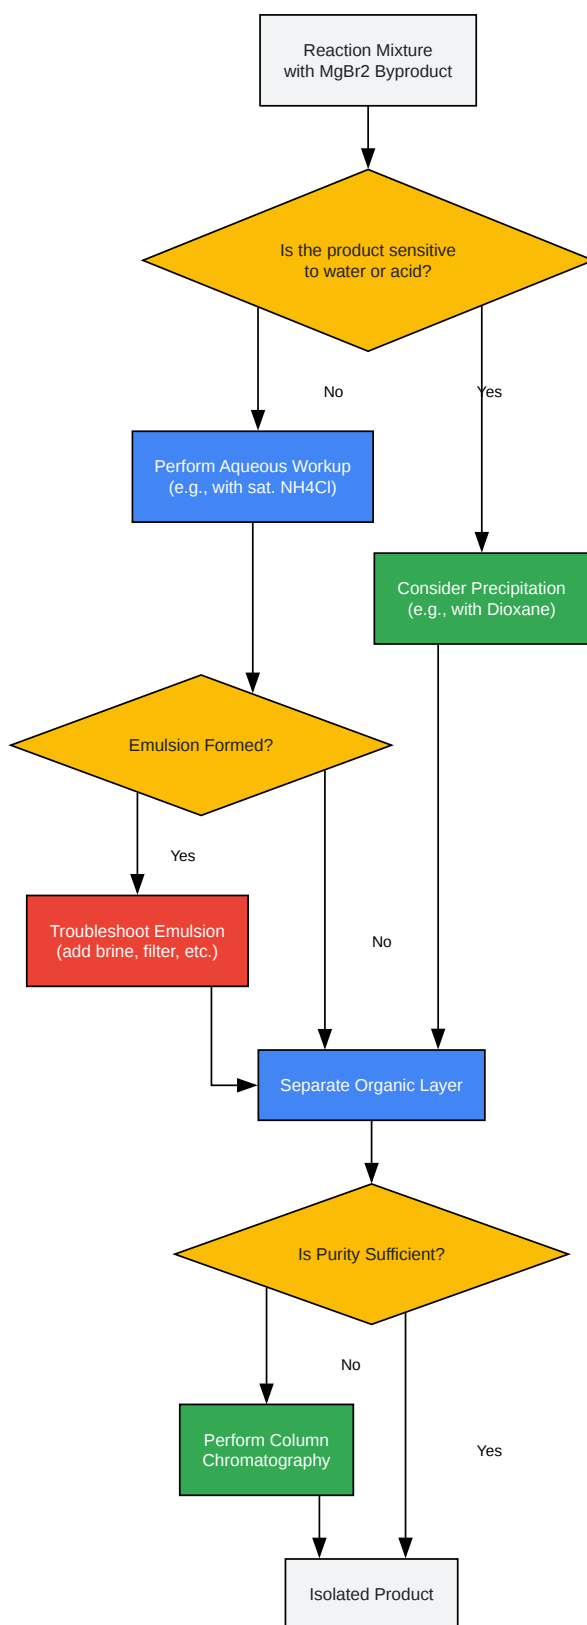 Reaction Mixture
with MgBr2 Byproduct
Is the product sensitive
to water or acid?
No
Yes
Perform Aqueous Workup
(e.g., with sat. NH4Cl)
Consider Precipitation
(e.g., with Dioxane)
Emulsion Formed?
Yes
Troubleshoot Emulsion
(add brine, filter, etc.)
No
Separate Organic Layer
Is Purity Sufficient?
No
Perform Column
Chromatography
Yes
Isolated Product